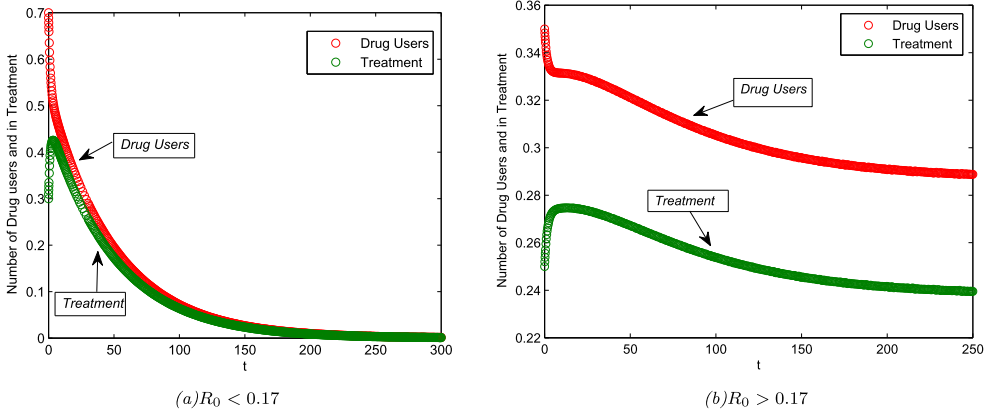 Number of Drug users and in Treatment
0.7
0.6
0.5
0.4
0.3
0.2
0.1
0
0 50 100 150 200 250 300
t
Drug Users
Treatment
Drug Users
Treatment
(a)R₀ < 0.17
Number of Drug Users and in Treatment
0.36
0.34
0.32
0.3
0.28
0.26
0.24
0.22
0 50 100 150 200 250
t
Drug Users
Treatment
Drug Users
Treatment
(b)R₀ > 0.17